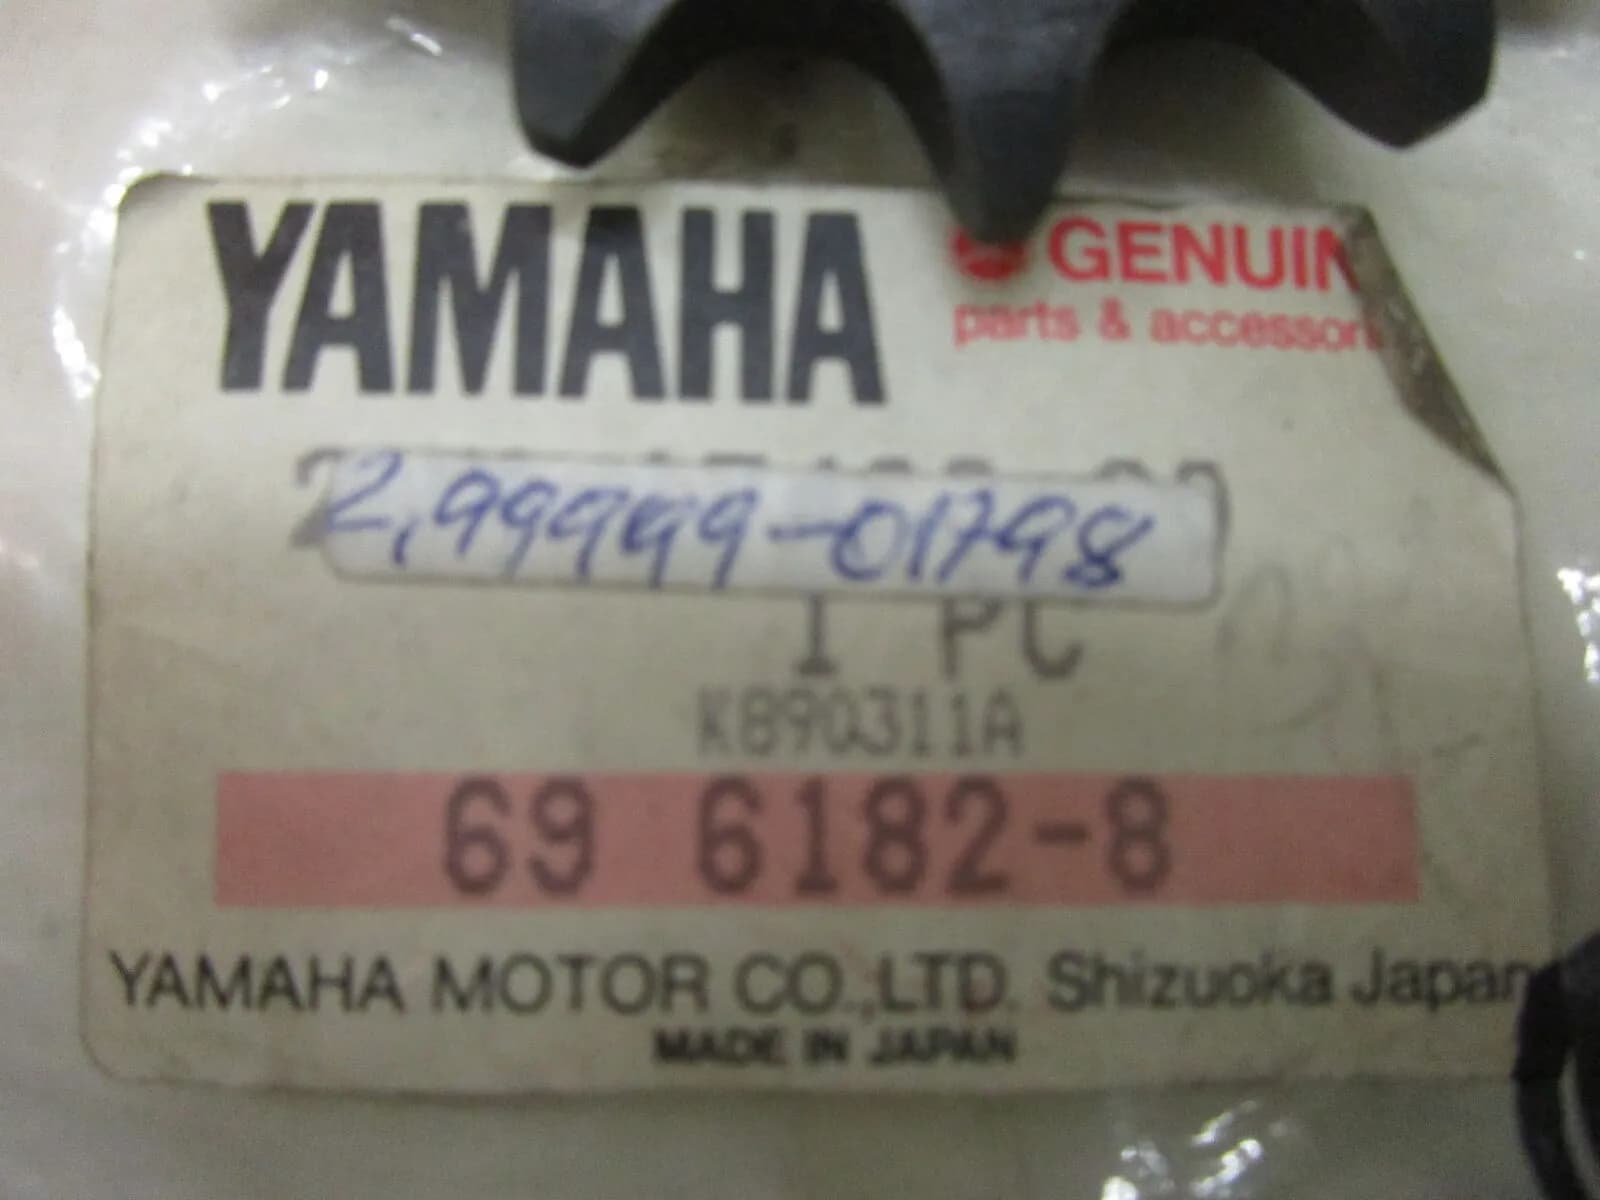 YAMAHA
GENUIN
parts & accessori
2,99999-01798
1 PC
K890311A
69 6182-8
YAMAHA MOTOR CO.,LTD. Shizuoka Japan
MADE IN JAPAN